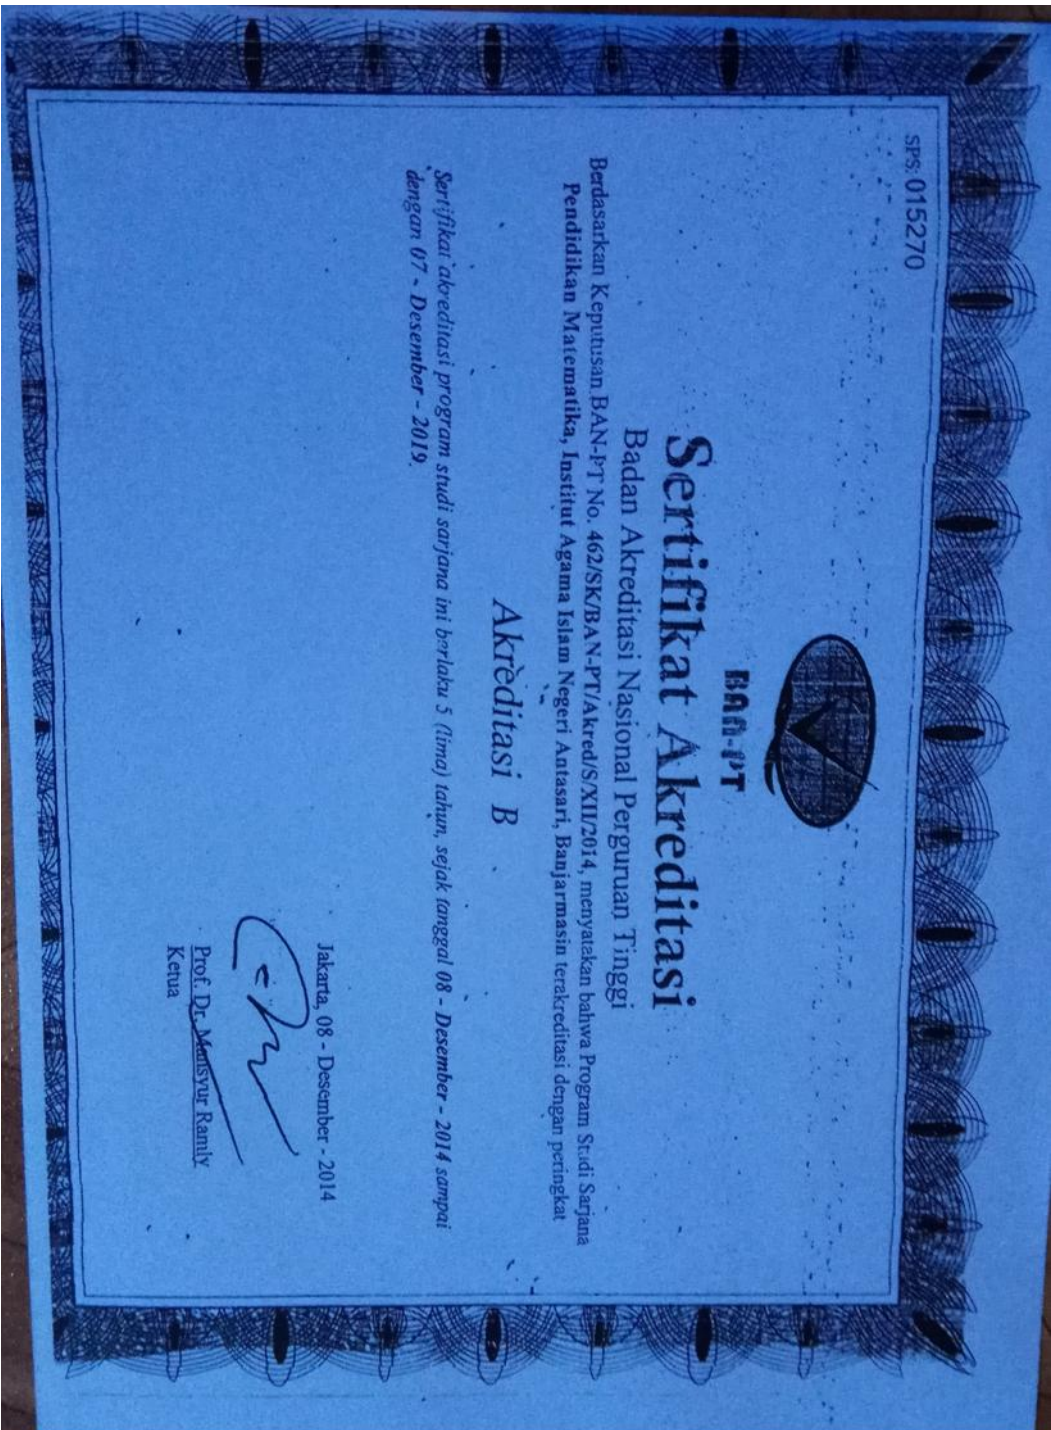 SPS: 015270
BAN-PT
Sertifikat Akreditasi
Badan Akreditasi Nasional Perguruan Tinggi
Berdasarkan Keputusan BAN-PT No. 462/SK/BAN-PT/Akred/S/XII/2014, menyatakan bahwa Program Studi Sarjana
Pendidikan Matematika, Institut Agama Islam Negeri Antasari, Banjarmasin terakreditasi dengan peringkat
Akreditasi B
Sertifikat akreditasi program studi sarjana ini berlaku 5 (lima) tahun, sejak tanggal 08 - Desember - 2014 sampai
dengan 07 - Desember - 2019.
Jakarta, 08 - Desember - 2014
Prof. Dr. Mansyur Ramly
Ketua